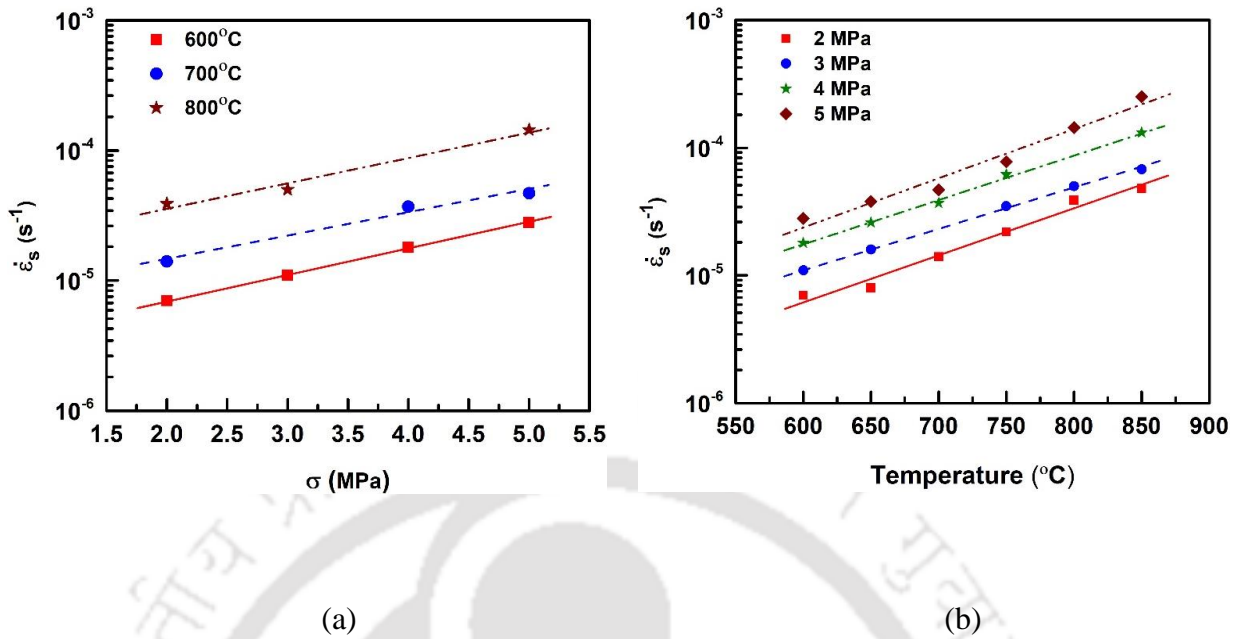 10⁻³
600°C
700°C
800°C
10⁻⁴
10⁻⁵
10⁻⁶
ε̇ₛ (s⁻¹)
1.5 2.0 2.5 3.0 3.5 4.0 4.5 5.0 5.5
σ (MPa)
10⁻³
2 MPa
3 MPa
4 MPa
5 MPa
10⁻⁴
10⁻⁵
10⁻⁶
ε̇ₛ (s⁻¹)
550 600 650 700 750 800 850 900
Temperature (°C)
(a) (b)